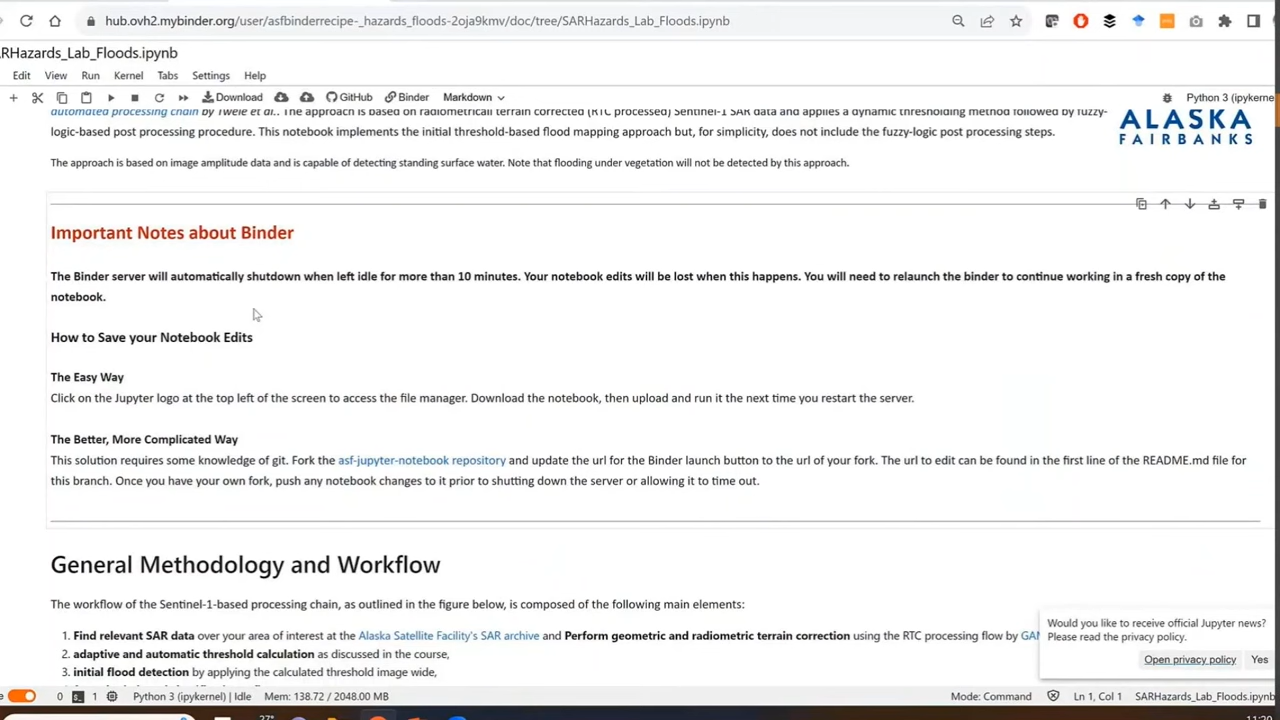 hub.ovh2.mybinder.org/user/asfbinderrecipe-_hazards_floods-2oja9kmv/doc/tree/SARHazards_Lab_Floods.ipynb
RHazards_Lab_Floods.ipynb
Edit View Run Kernel Tabs Settings Help
Download GitHub Binder Markdown Python 3 (ipykerne
automated processing chain by Twele et al.. The approach is based on radiometrical terrain corrected (RTC processed) Sentinel-1 SAR data and applies a dynamic thresholding method followed by fuzzy-
logic-based post processing procedure. This notebook implements the initial threshold-based flood mapping approach but, for simplicity, does not include the fuzzy-logic post processing steps.
ALASKA
FAIRBANKS
The approach is based on image amplitude data and is capable of detecting standing surface water. Note that flooding under vegetation will not be detected by this approach.
Important Notes about Binder
The Binder server will automatically shutdown when left idle for more than 10 minutes. Your notebook edits will be lost when this happens. You will need to relaunch the binder to continue working in a fresh copy of the
notebook.
How to Save your Notebook Edits
The Easy Way
Click on the Jupyter logo at the top left of the screen to access the file manager. Download the notebook, then upload and run it the next time you restart the server.
The Better, More Complicated Way
This solution requires some knowledge of git. Fork the asf-jupyter-notebook repository and update the url for the Binder launch button to the url of your fork. The url to edit can be found in the first line of the README.md file for
this branch. Once you have your own fork, push any notebook changes to it prior to shutting down the server or allowing it to time out.
General Methodology and Workflow
The workflow of the Sentinel-1-based processing chain, as outlined in the figure below, is composed of the following main elements:
1. Find relevant SAR data over your area of interest at the Alaska Satellite Facility's SAR archive and Perform geometric and radiometric terrain correction using the RTC processing flow by GA
2. adaptive and automatic threshold calculation as discussed in the course,
3. initial flood detection by applying the calculated threshold image wide,
Would you like to receive official Jupyter news?
Please read the privacy policy.
Open privacy policy Yes
e 0 1 Python 3 (ipykernel) | Idle Mem: 138.72 / 2048.00 MB Mode: Command Ln 1, Col 1 SARHazards_Lab_Floods.ipynb